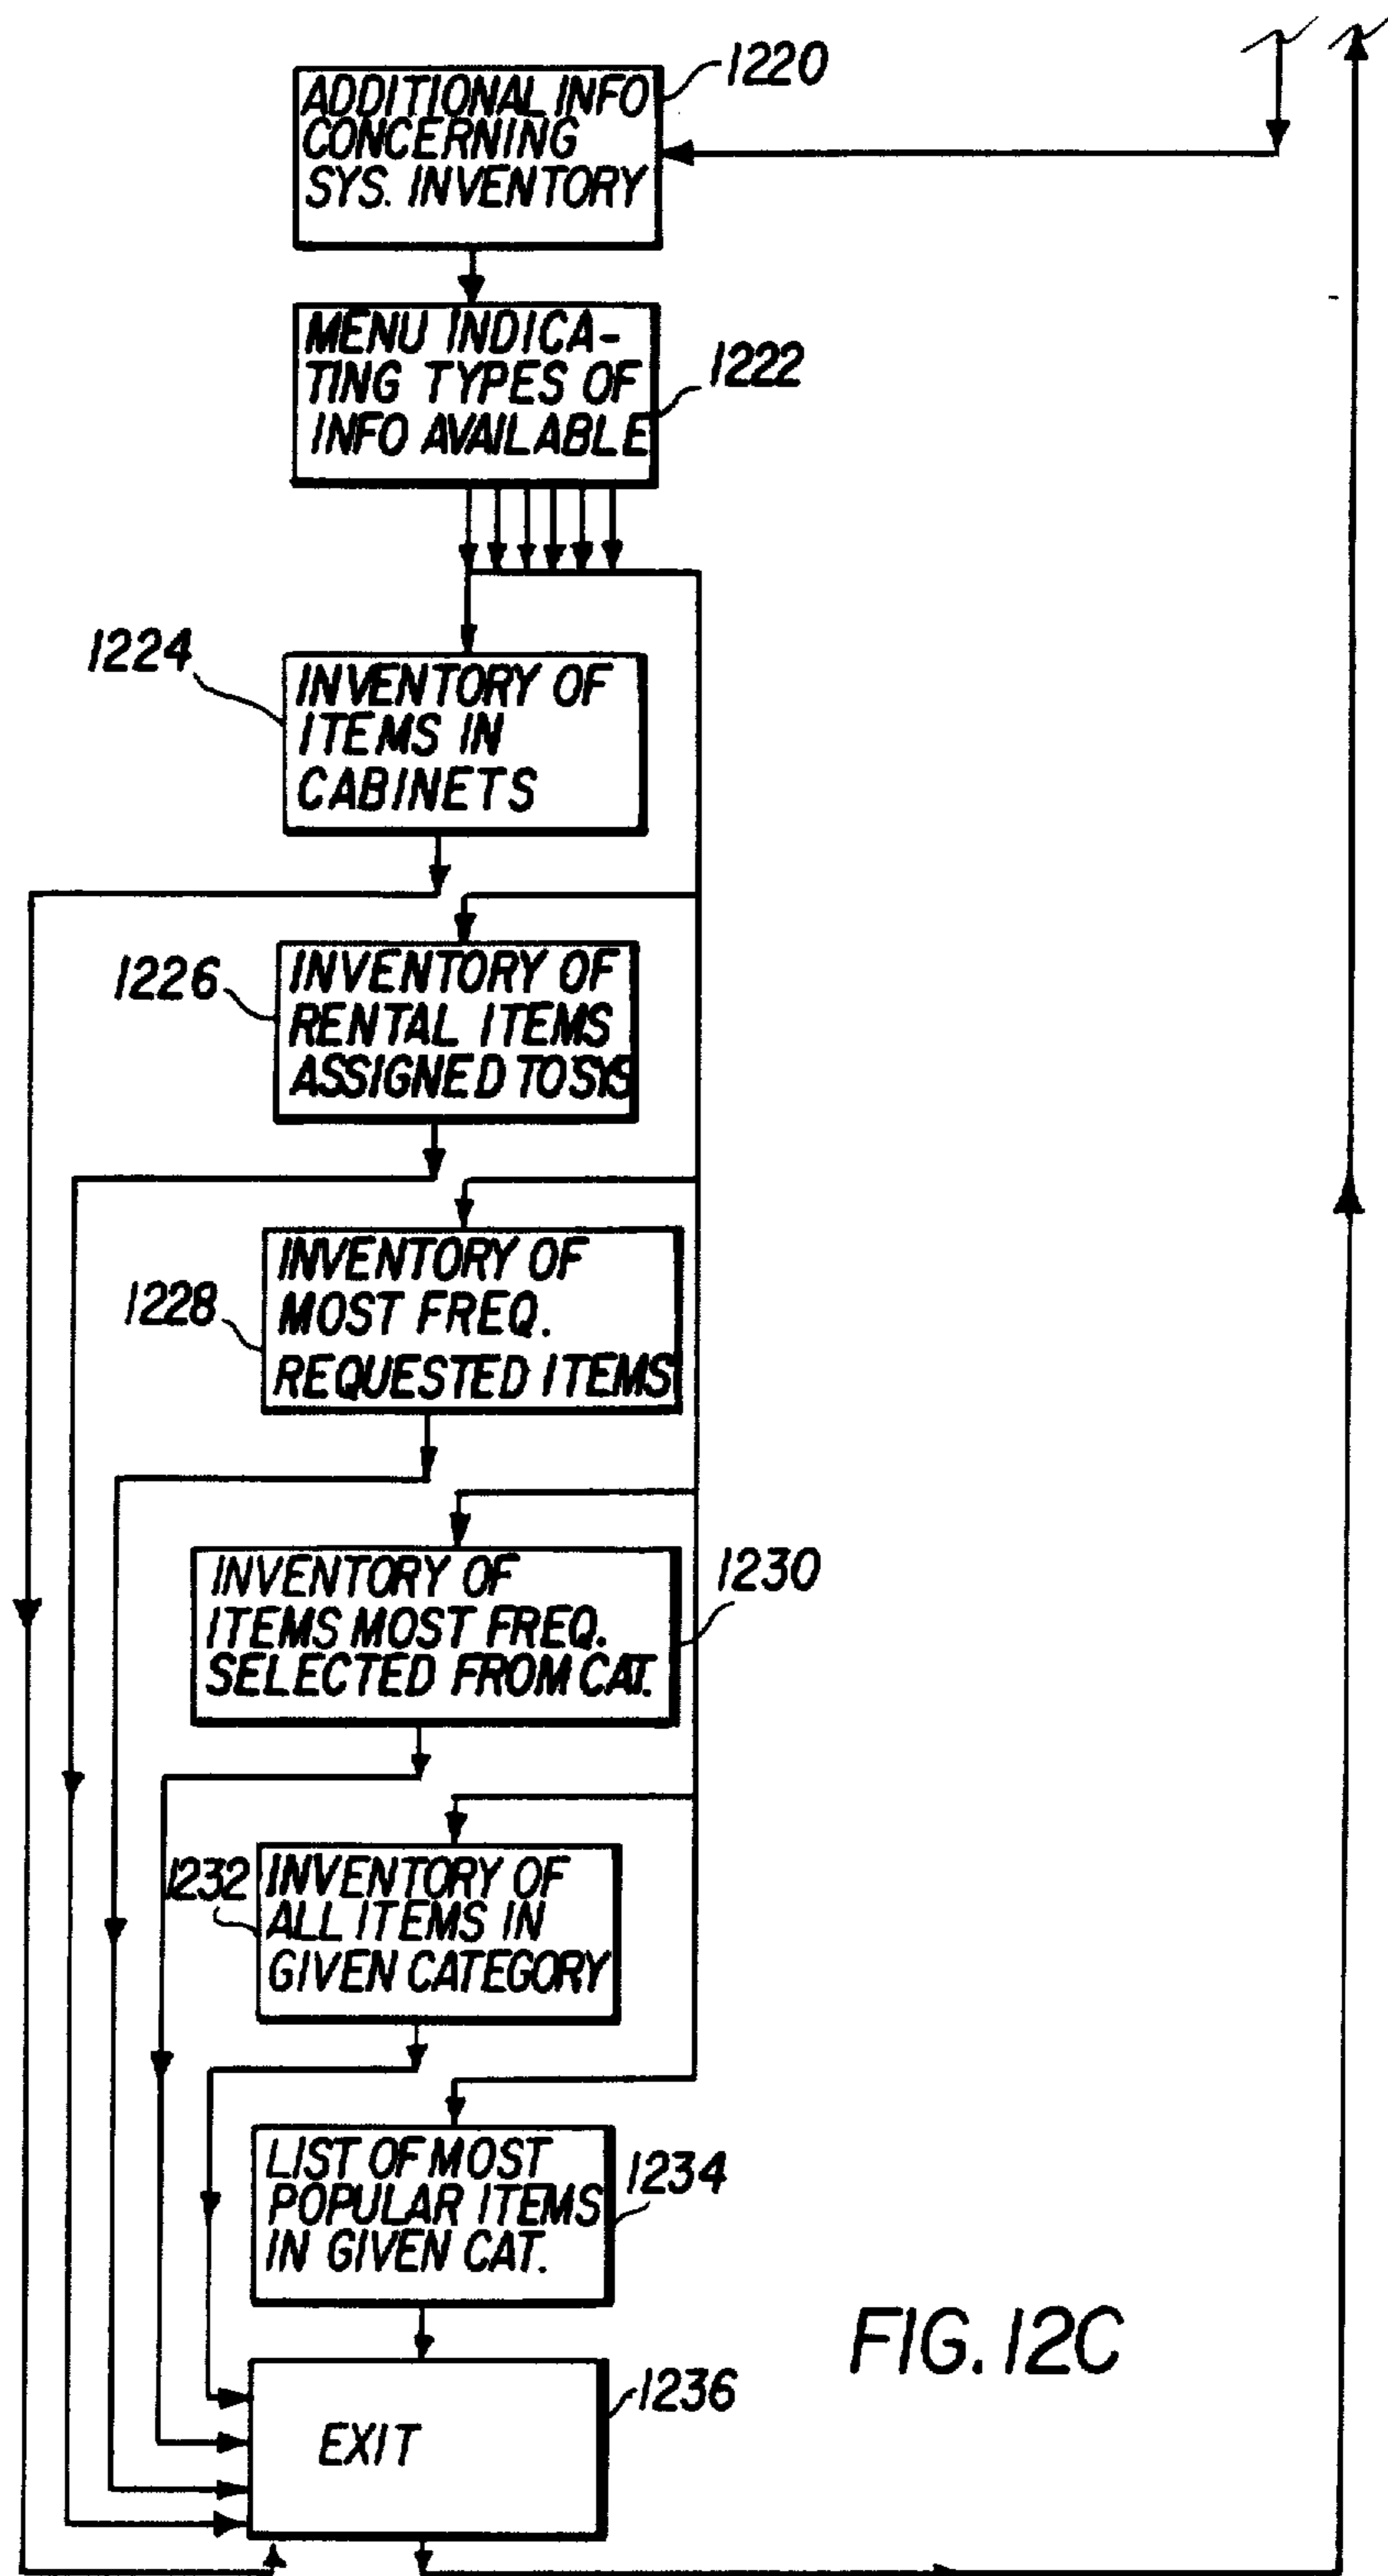 1220
ADDITIONAL INFO
CONCERNING
SYS. INVENTORY
MENU INDICA-
TING TYPES OF
INFO AVAILABLE
1222
1224
INVENTORY OF
ITEMS IN
CABINETS
1226
INVENTORY OF
RENTAL ITEMS
ASSIGNED TO SYS
1228
INVENTORY OF
MOST FREQ.
REQUESTED ITEMS
1230
INVENTORY OF
ITEMS MOST FREQ.
SELECTED FROM CAT.
1232
INVENTORY OF
ALL ITEMS IN
GIVEN CATEGORY
LIST OF MOST
POPULAR ITEMS
IN GIVEN CAT.
1234
1236
EXIT
FIG. 12C